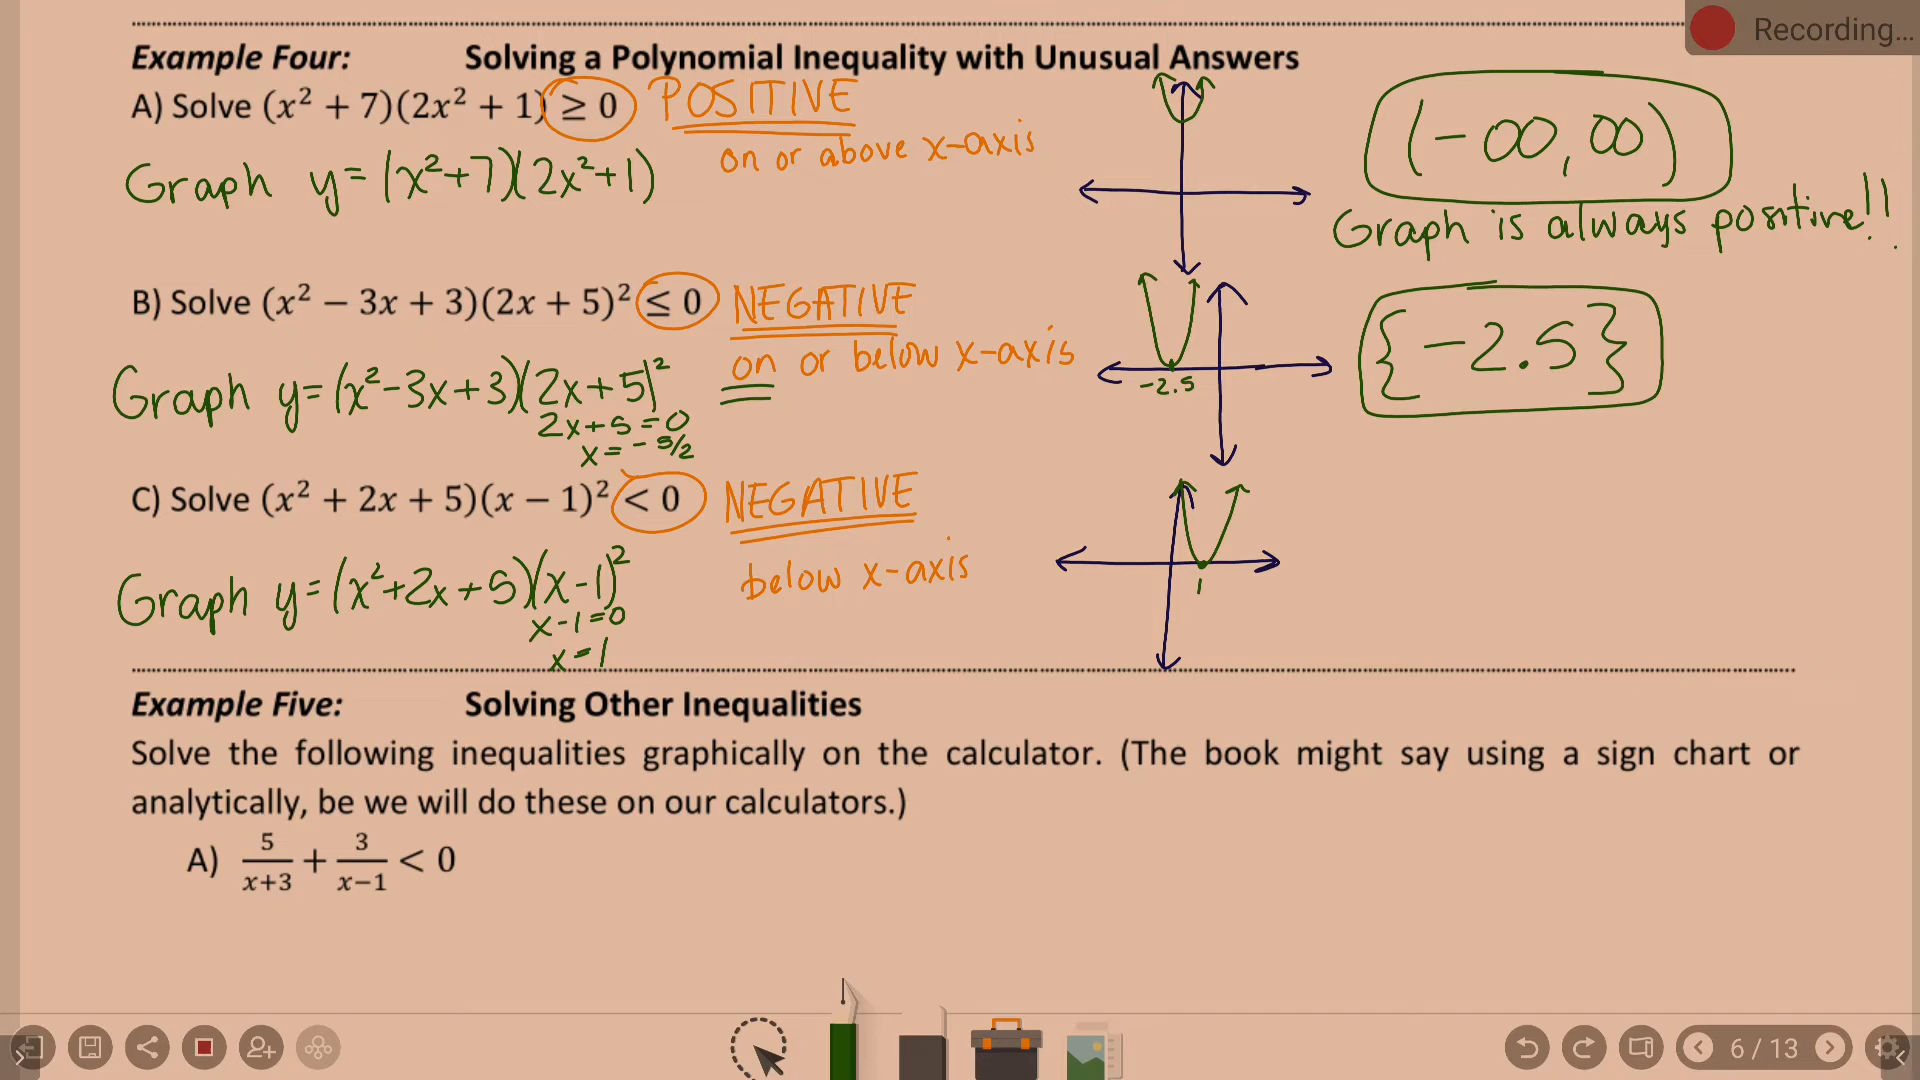 Recording...
Example Four: Solving a Polynomial Inequality with Unusual Answers
A) Solve (x² + 7)(2x² + 1) ≥ 0 POSITIVE
on or above x-axis
Graph y=(x²+7)(2x²+1)
(-∞,∞)
Graph is always positive!!
B) Solve (x² − 3x + 3)(2x + 5)² ≤ 0 NEGATIVE
on or below x-axis
Graph y=(x²-3x+3)(2x+5)²
2x+5=0
x=-5/2
-2.5
{-2.5}
C) Solve (x² + 2x + 5)(x − 1)² < 0 NEGATIVE
below x-axis
Graph y=(x²+2x+5)(x-1)²
x-1=0
x=1
1
Example Five: Solving Other Inequalities
Solve the following inequalities graphically on the calculator. (The book might say using a sign chart or
analytically, be we will do these on our calculators.)
A) 5/(x+3) + 3/(x−1) < 0
6 / 13